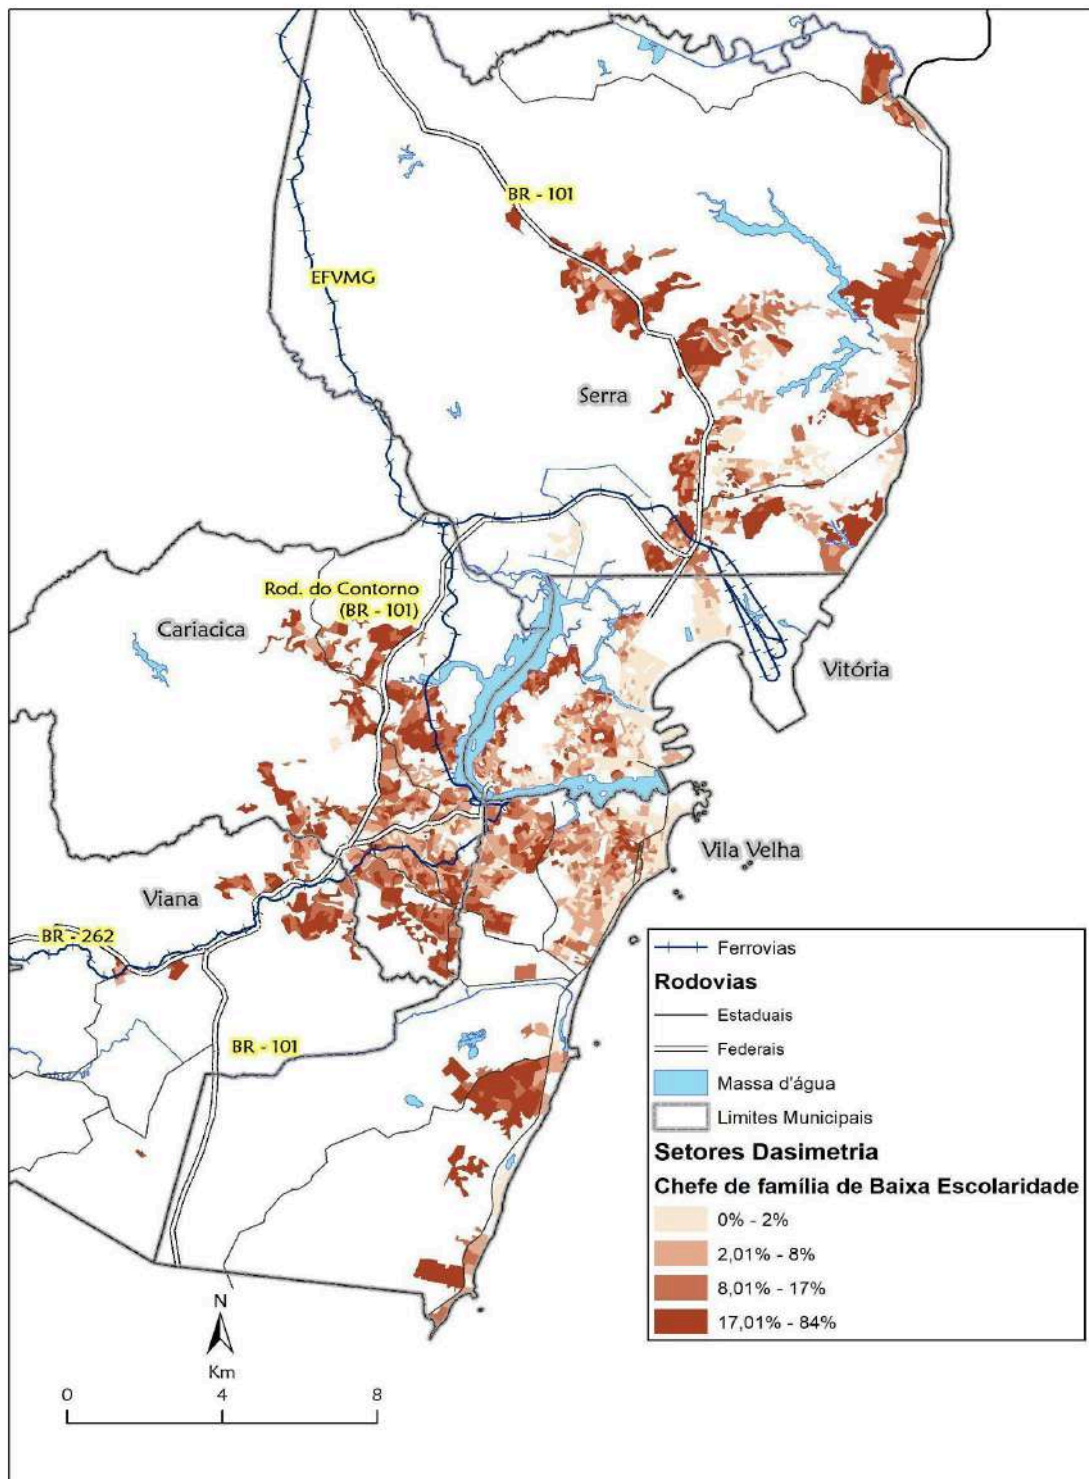 BR - 101
EFVMG
Serra
Rod. do Contorno
(BR - 101)
Cariacica
Vitória
Vila Velha
Viana
BR - 262
BR - 101
Ferrovias
Rodovias
Estaduais
Federais
Massa d'água
Limites Municipais
Setores Dasimetria
Chefe de família de Baixa Escolaridade
0% - 2%
2,01% - 8%
8,01% - 17%
17,01% - 84%
N
Km
0 4 8